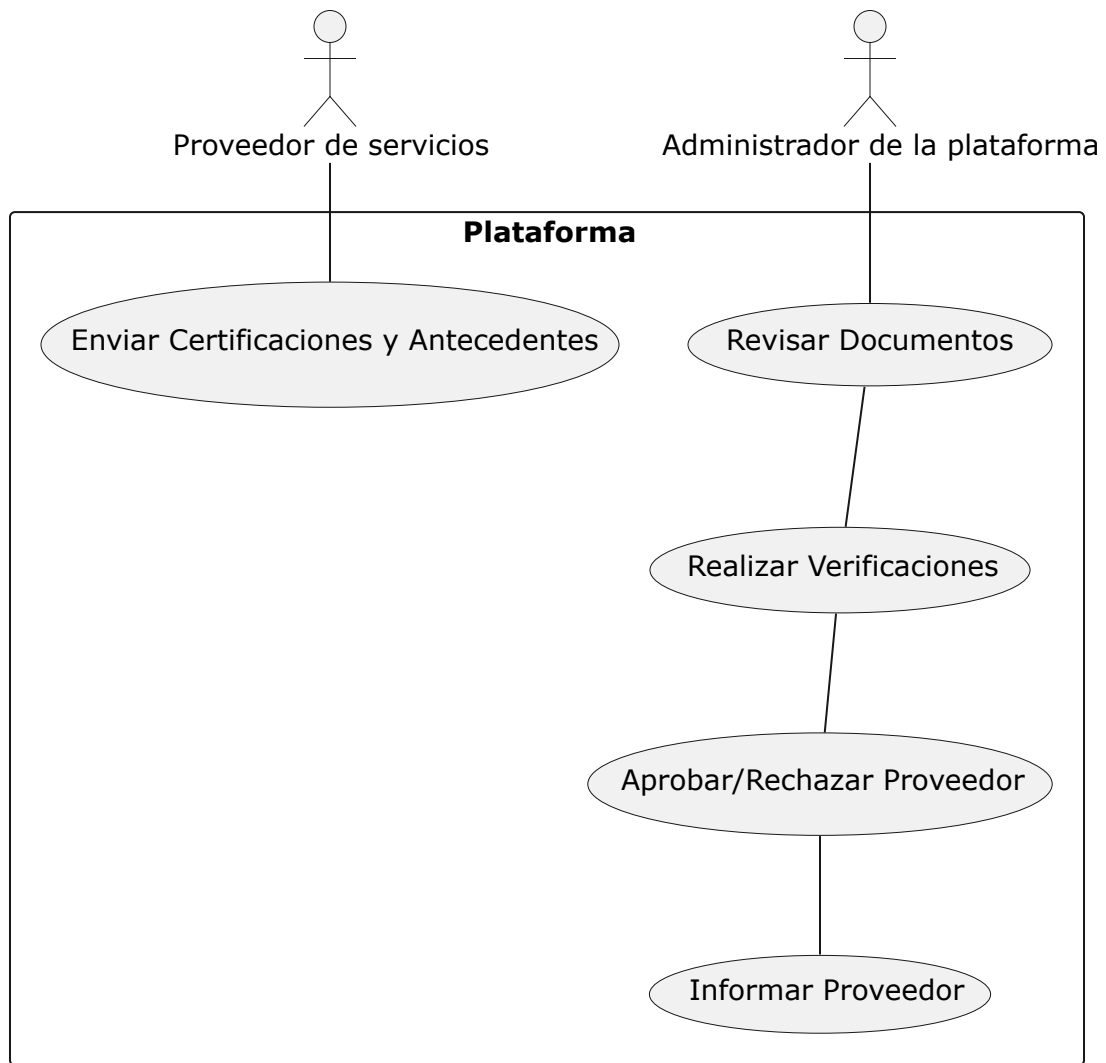 Proveedor de servicios
Administrador de la plataforma
Plataforma
Enviar Certificaciones y Antecedentes
Revisar Documentos
Realizar Verificaciones
Aprobar/Rechazar Proveedor
Informar Proveedor